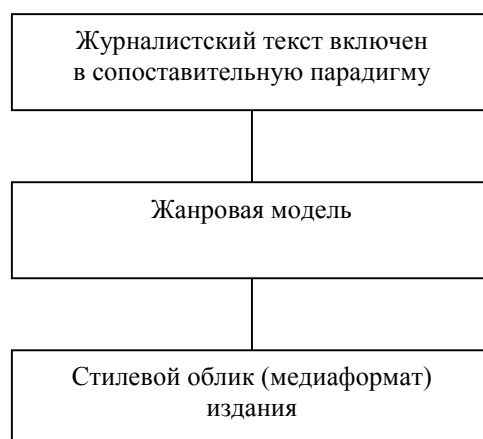 Журналистский текст включен
в сопоставительную парадигму
Жанровая модель
Стилевой облик (медиаформат)
издания